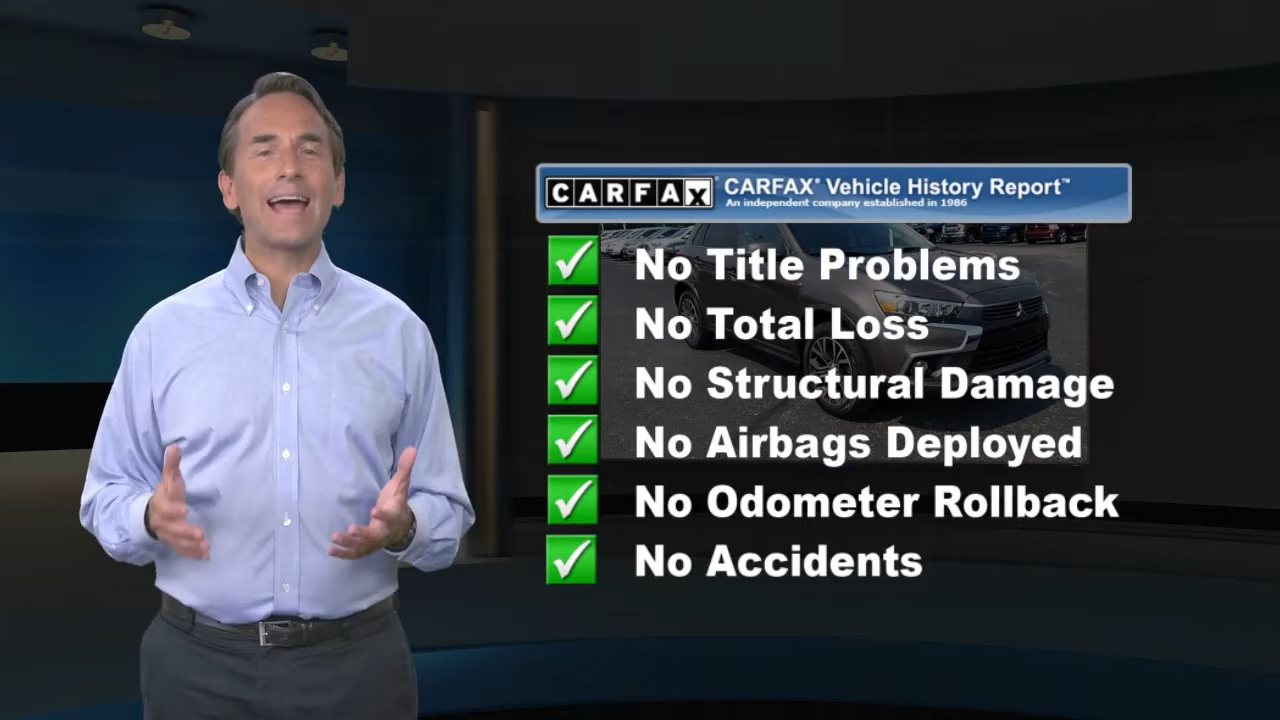 CARFAX® CARFAX® Vehicle History Report™
An independent company established in 1986
No Title Problems
No Total Loss
No Structural Damage
No Airbags Deployed
No Odometer Rollback
No Accidents